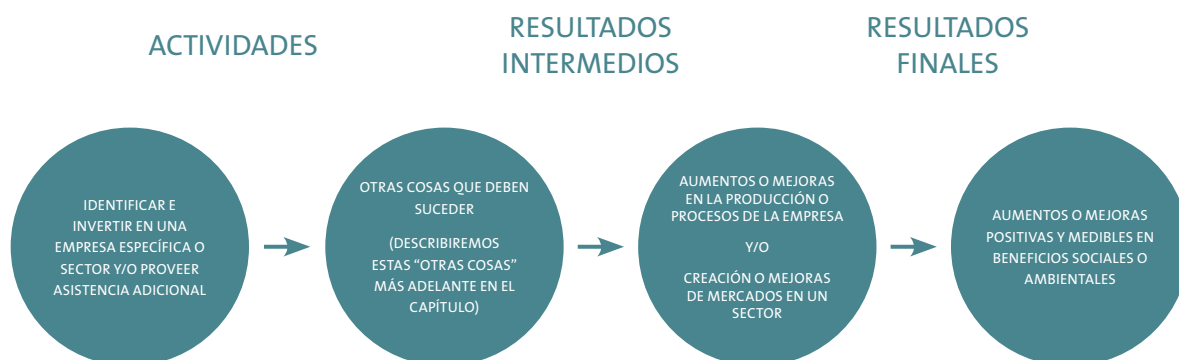 ACTIVIDADES
RESULTADOS
INTERMEDIOS
RESULTADOS
FINALES
IDENTIFICAR E
INVERTIR EN UNA
EMPRESA ESPECÍFICA O
SECTOR Y/O PROVEER
ASISTENCIA ADICIONAL
OTRAS COSAS QUE DEBEN
SUCEDER
(DESCRIBIREMOS
ESTAS “OTRAS COSAS”
MÁS ADELANTE EN EL
CAPÍTULO)
AUMENTOS O MEJORAS
EN LA PRODUCCIÓN O
PROCESOS DE LA EMPRESA
Y/O
CREACIÓN O MEJORAS
DE MERCADOS EN UN
SECTOR
AUMENTOS O MEJORAS
POSITIVAS Y MEDIBLES EN
BENEFICIOS SOCIALES O
AMBIENTALES